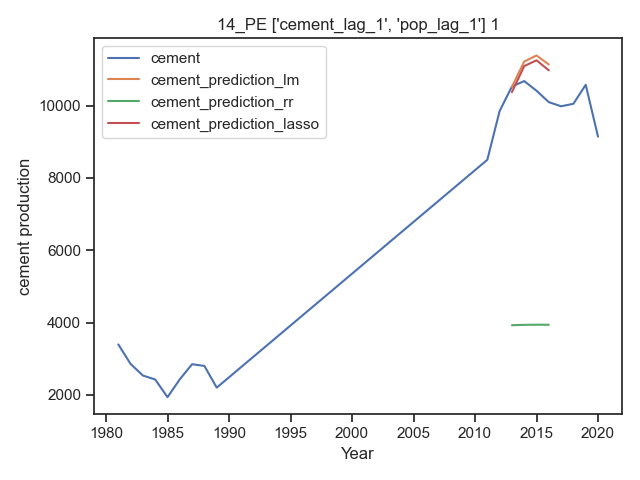 14_PE ['cement_lag_1', 'pop_lag_1'] 1
cement
cement_prediction_lm
cement_prediction_rr
cement_prediction_lasso
cement production
10000
8000
6000
4000
2000
1980 1985 1990 1995 2000 2005 2010 2015 2020
Year